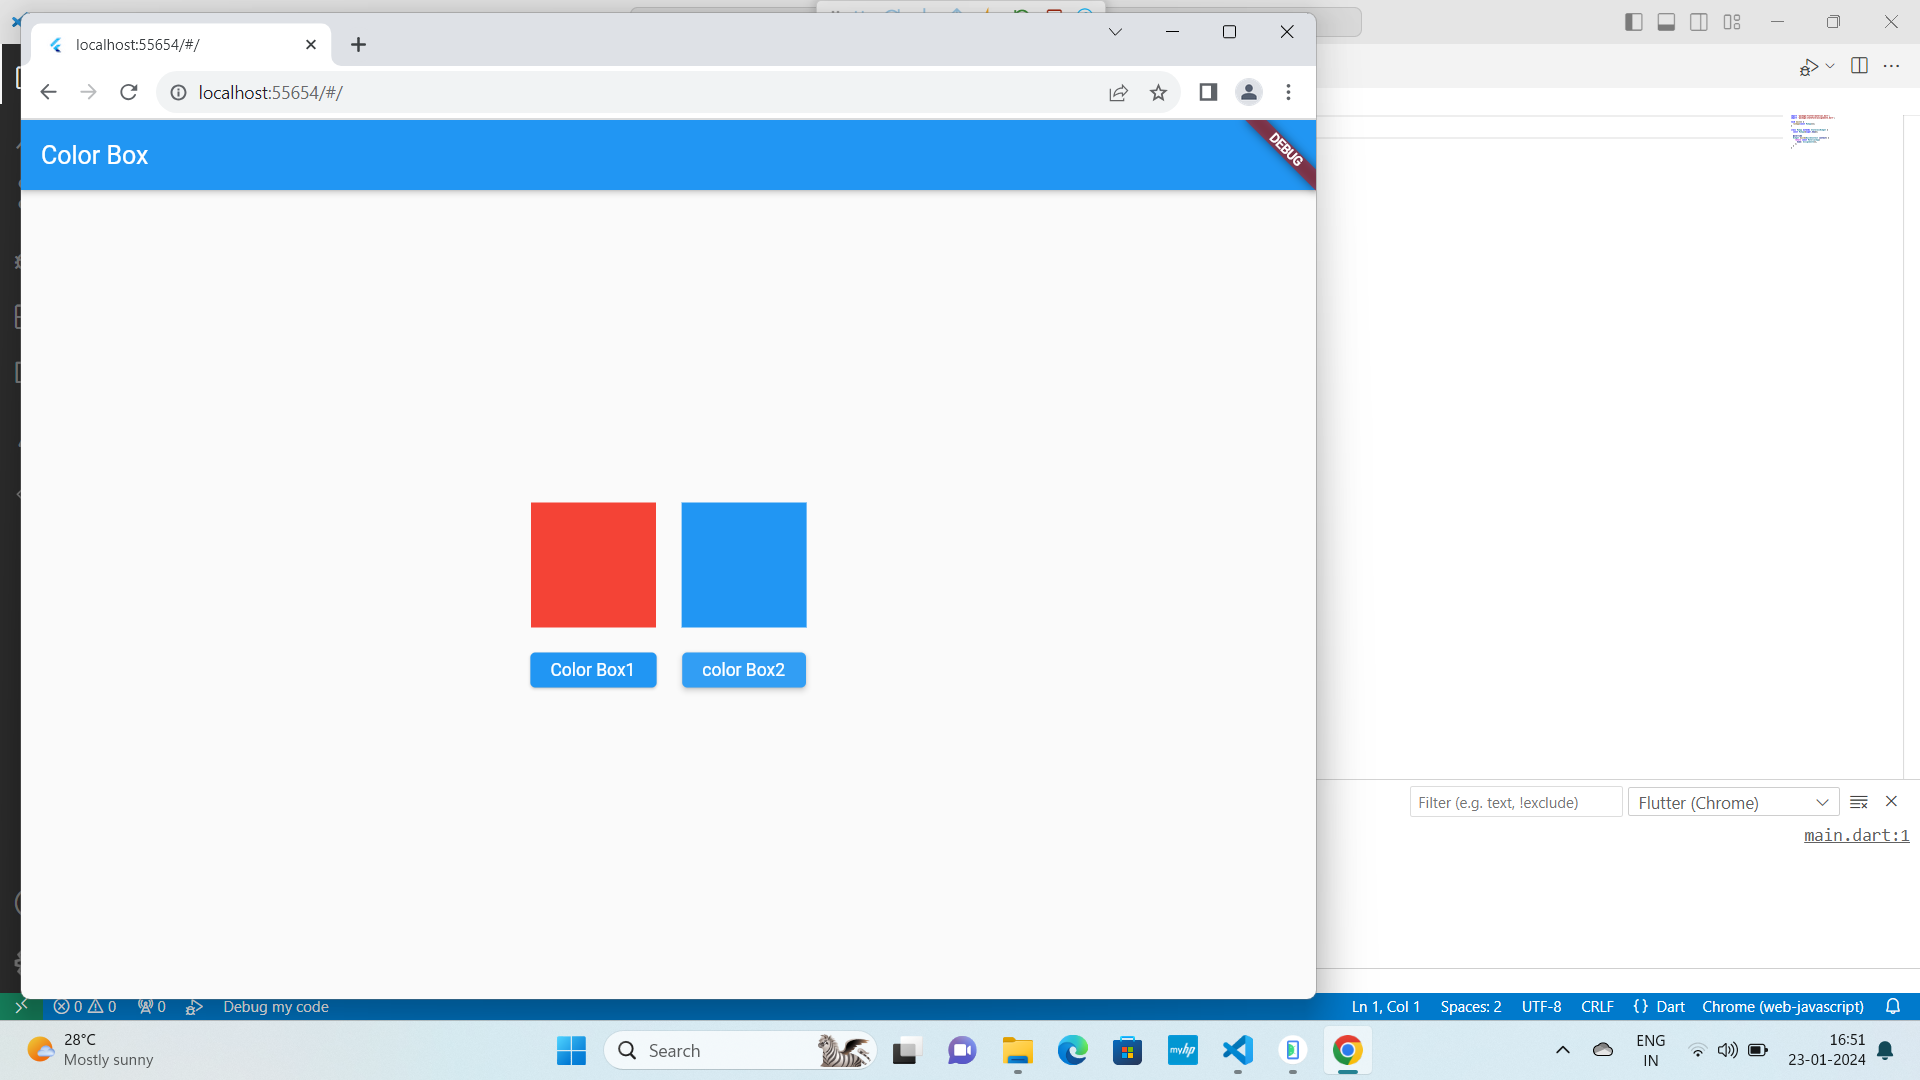 localhost:55654/#/
localhost:55654/#/
Color Box
DEBUG
Color Box1
color Box2
Filter (e.g. text, !exclude)
Flutter (Chrome)
main.dart:1
0 0 0 Debug my code
Ln 1, Col 1 Spaces: 2 UTF-8 CRLF {} Dart Chrome (web-javascript)
28°C
Mostly sunny
Search
myhp
ENG
IN
16:51
23-01-2024